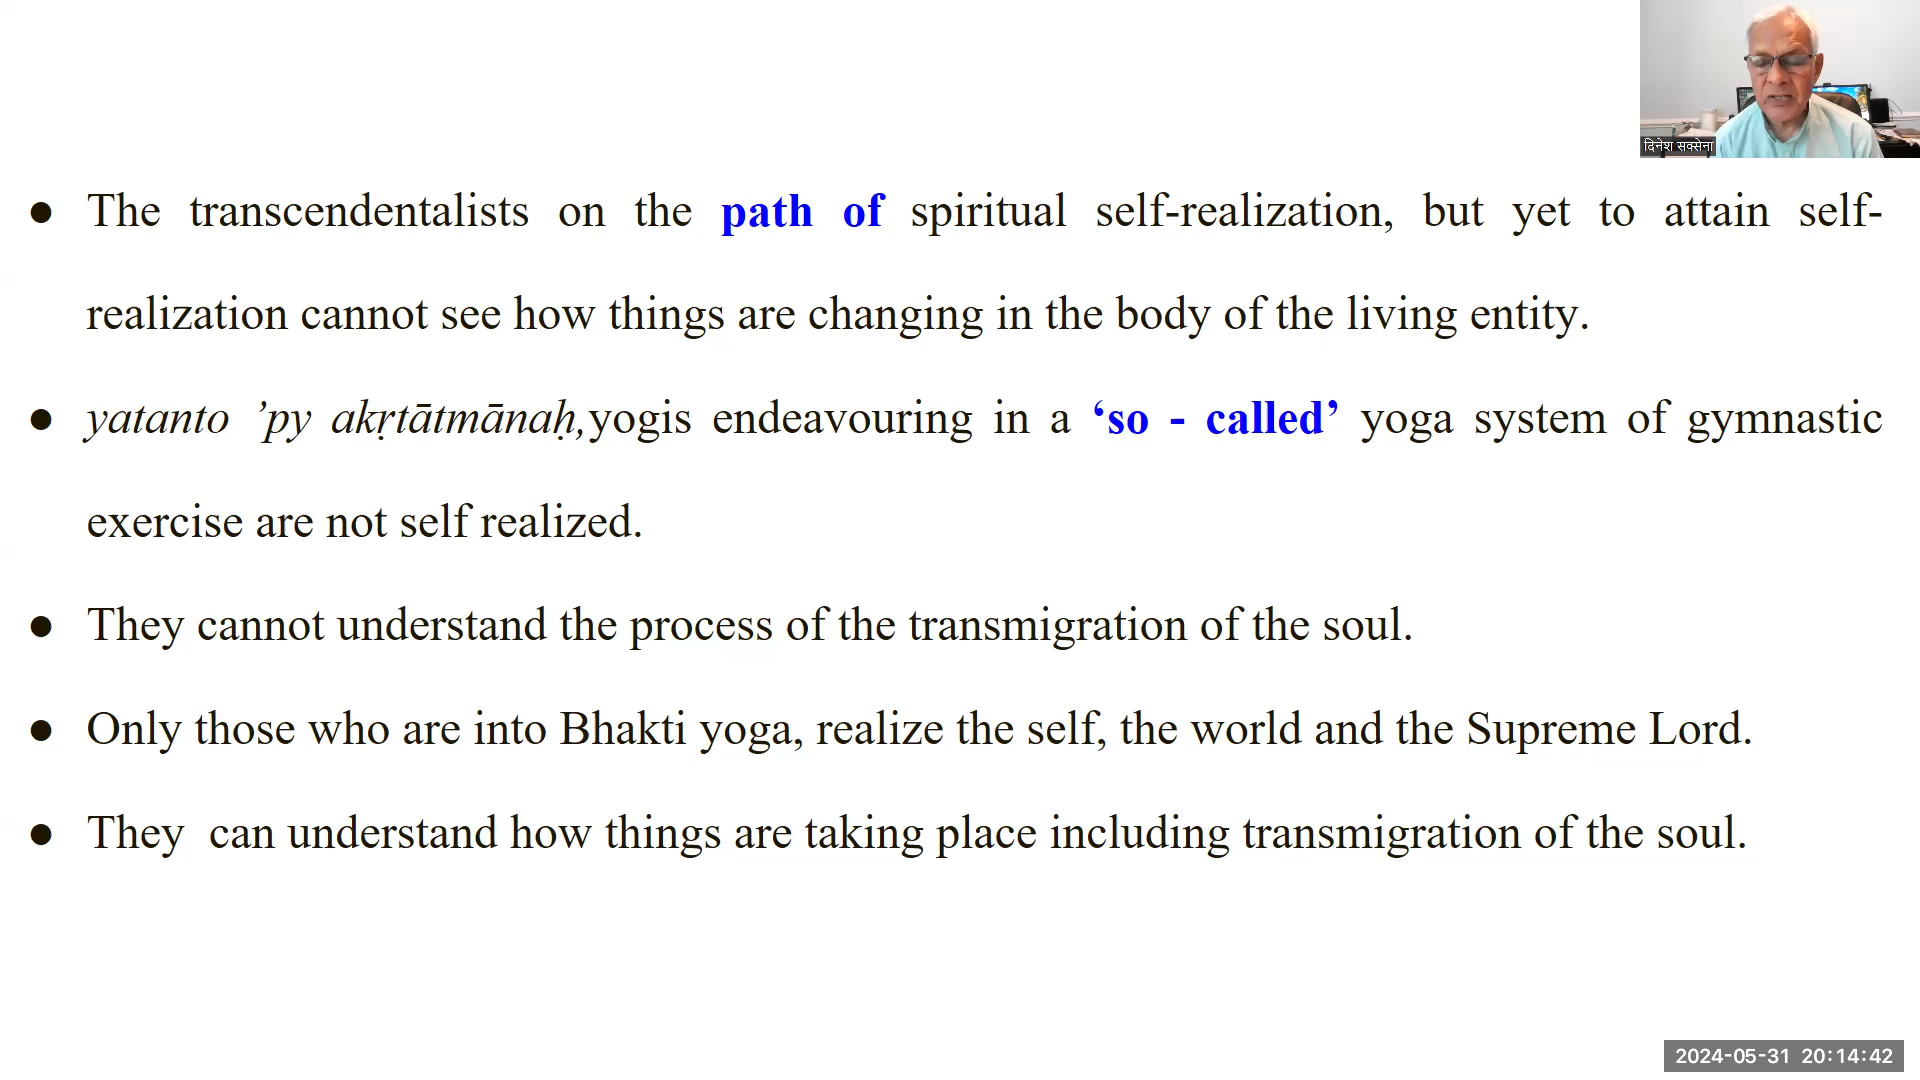 दिनेश सक्सेना
● The transcendentalists on the path of spiritual self-realization, but yet to attain self-
realization cannot see how things are changing in the body of the living entity.
● yatanto ’py akṛtātmānaḥ,yogis endeavouring in a ‘so - called’ yoga system of gymnastic
exercise are not self realized.
● They cannot understand the process of the transmigration of the soul.
● Only those who are into Bhakti yoga, realize the self, the world and the Supreme Lord.
● They  can understand how things are taking place including transmigration of the soul.
2024-05-31 20:14:42